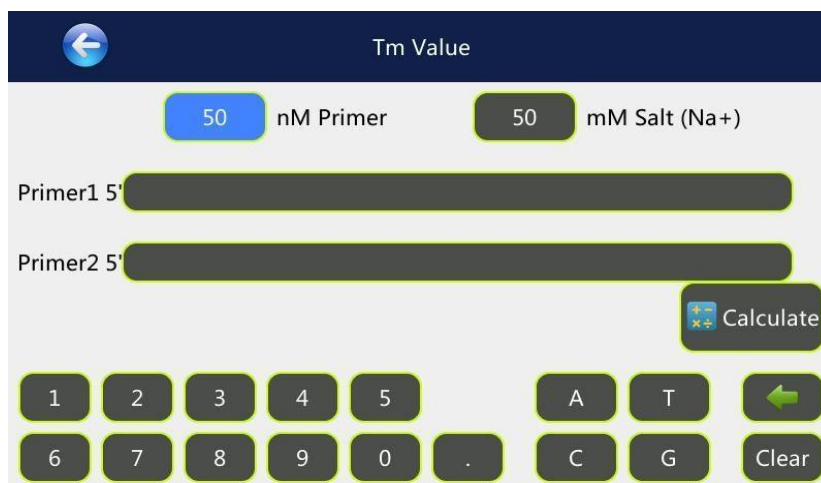 Tm Value
50 nM Primer 50 mM Salt (Na+)
Primer1 5'
Primer2 5'
Calculate
1 2 3 4 5 A T
6 7 8 9 0 . C G Clear